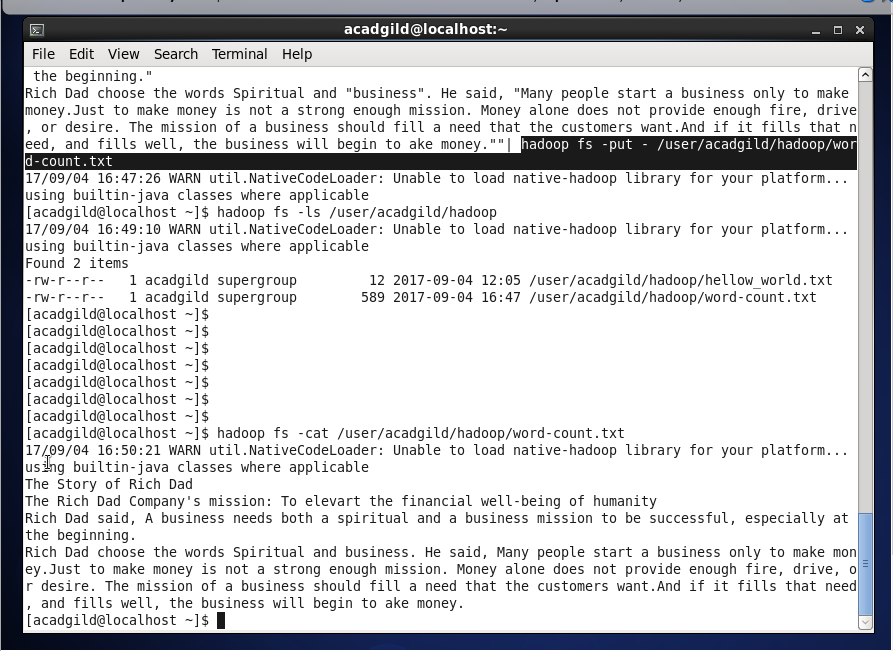 acadgild@localhost:~
File Edit View Search Terminal Help
the beginning."
Rich Dad choose the words Spiritual and "business". He said, "Many people start a business only to make
money.Just to make money is not a strong enough mission. Money alone does not provide enough fire, drive
, or desire. The mission of a business should fill a need that the customers want.And if it fills that n
eed, and fills well, the business will begin to ake money.""| hadoop fs -put - /user/acadgild/hadoop/wor
d-count.txt
17/09/04 16:47:26 WARN util.NativeCodeLoader: Unable to load native-hadoop library for your platform...
using builtin-java classes where applicable
[acadgild@localhost ~]$ hadoop fs -ls /user/acadgild/hadoop
17/09/04 16:49:10 WARN util.NativeCodeLoader: Unable to load native-hadoop library for your platform...
using builtin-java classes where applicable
Found 2 items
-rw-r--r--   1 acadgild supergroup         12 2017-09-04 12:05 /user/acadgild/hadoop/hellow_world.txt
-rw-r--r--   1 acadgild supergroup        589 2017-09-04 16:47 /user/acadgild/hadoop/word-count.txt
[acadgild@localhost ~]$
[acadgild@localhost ~]$
[acadgild@localhost ~]$
[acadgild@localhost ~]$
[acadgild@localhost ~]$
[acadgild@localhost ~]$
[acadgild@localhost ~]$
[acadgild@localhost ~]$ hadoop fs -cat /user/acadgild/hadoop/word-count.txt
17/09/04 16:50:21 WARN util.NativeCodeLoader: Unable to load native-hadoop library for your platform...
using builtin-java classes where applicable
The Story of Rich Dad
The Rich Dad Company's mission: To elevart the financial well-being of humanity
Rich Dad said, A business needs both a spiritual and a business mission to be successful, especially at
the beginning.
Rich Dad choose the words Spiritual and business. He said, Many people start a business only to make mon
ey.Just to make money is not a strong enough mission. Money alone does not provide enough fire, drive, o
r desire. The mission of a business should fill a need that the customers want.And if it fills that need
, and fills well, the business will begin to ake money.
[acadgild@localhost ~]$